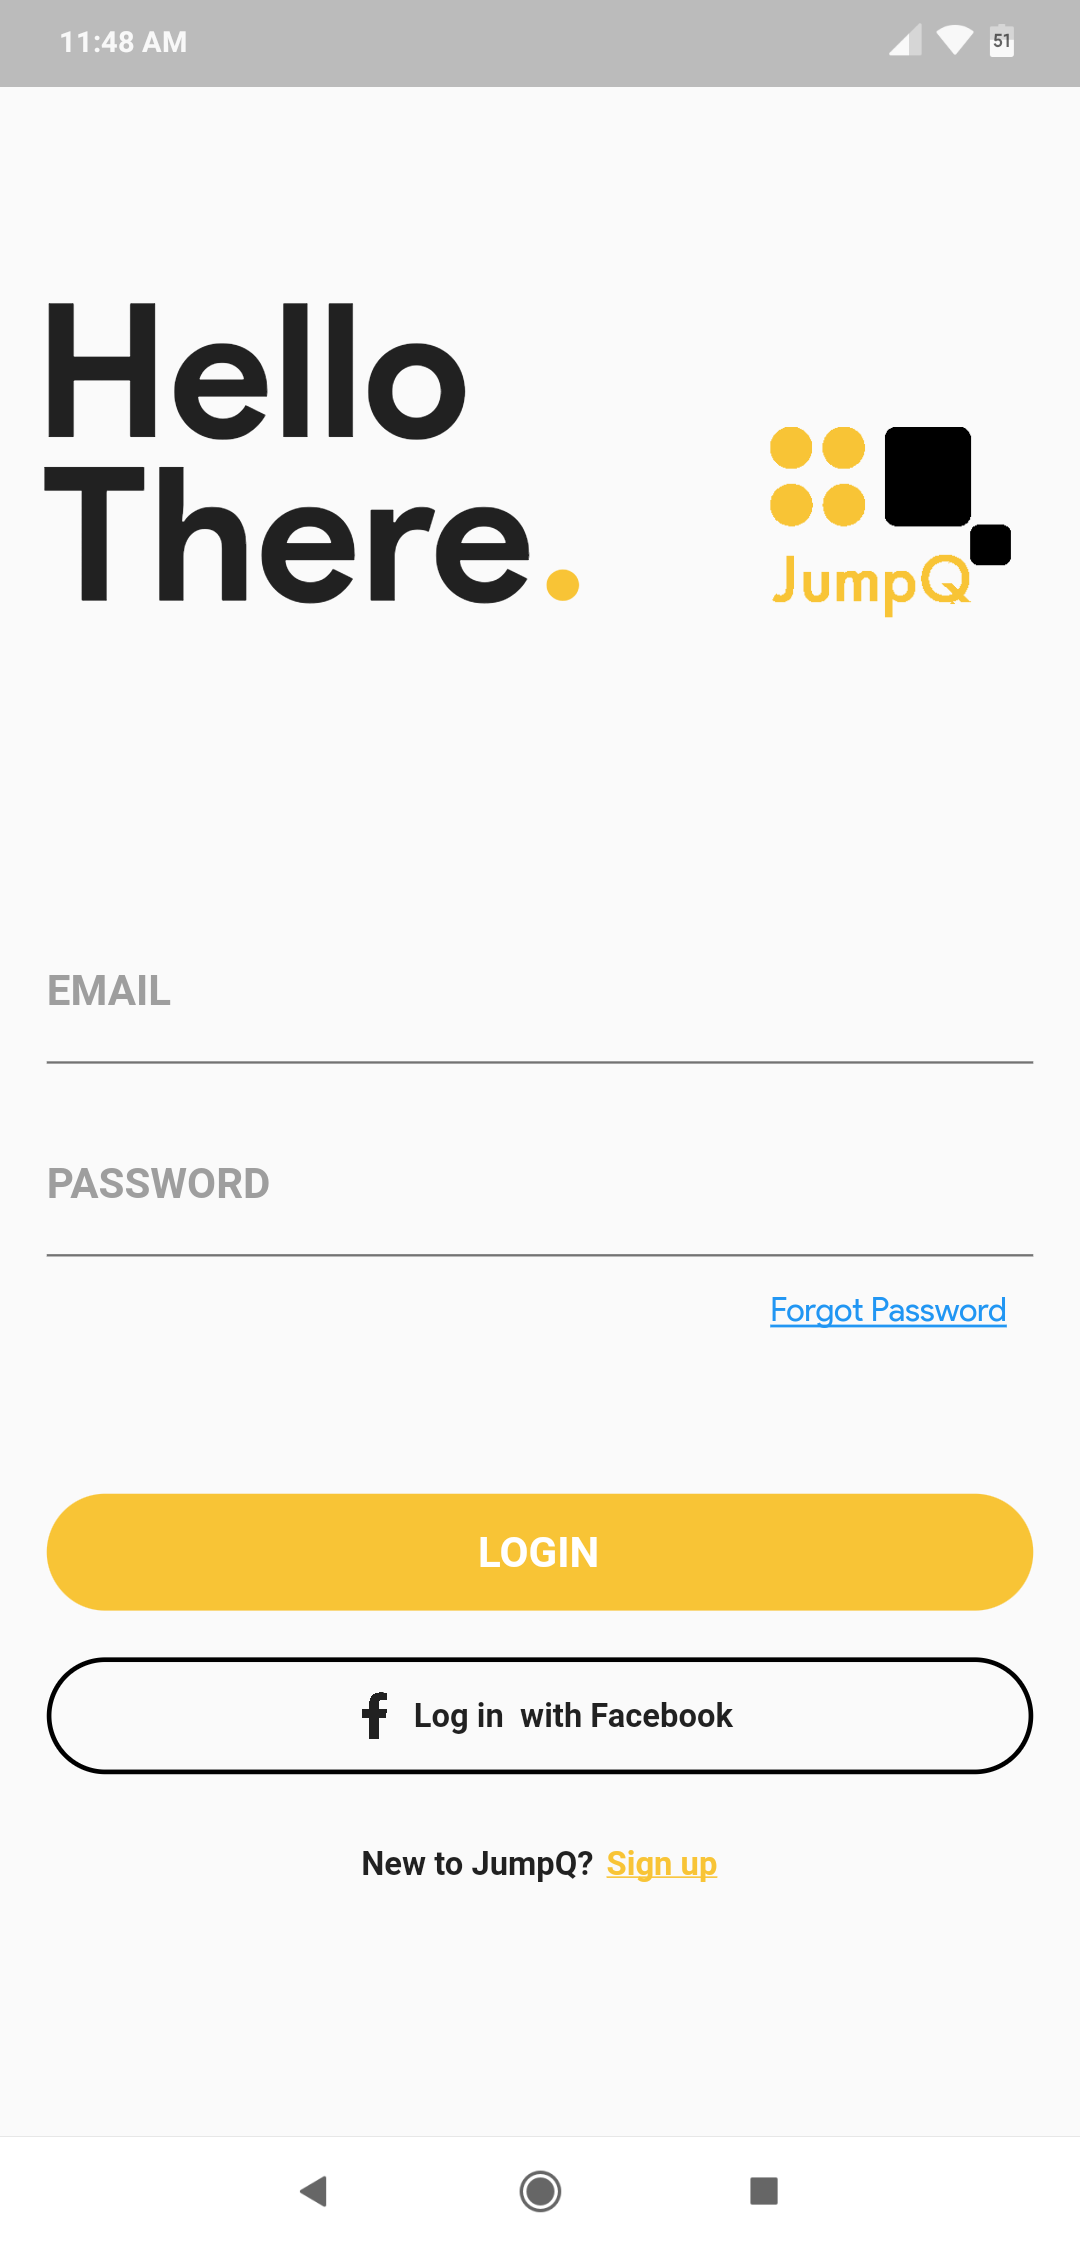 11:48 AM
51
Hello
There.
JumpQ
EMAIL
PASSWORD
Forgot Password
LOGIN
f Log in  with Facebook
New to JumpQ? Sign up